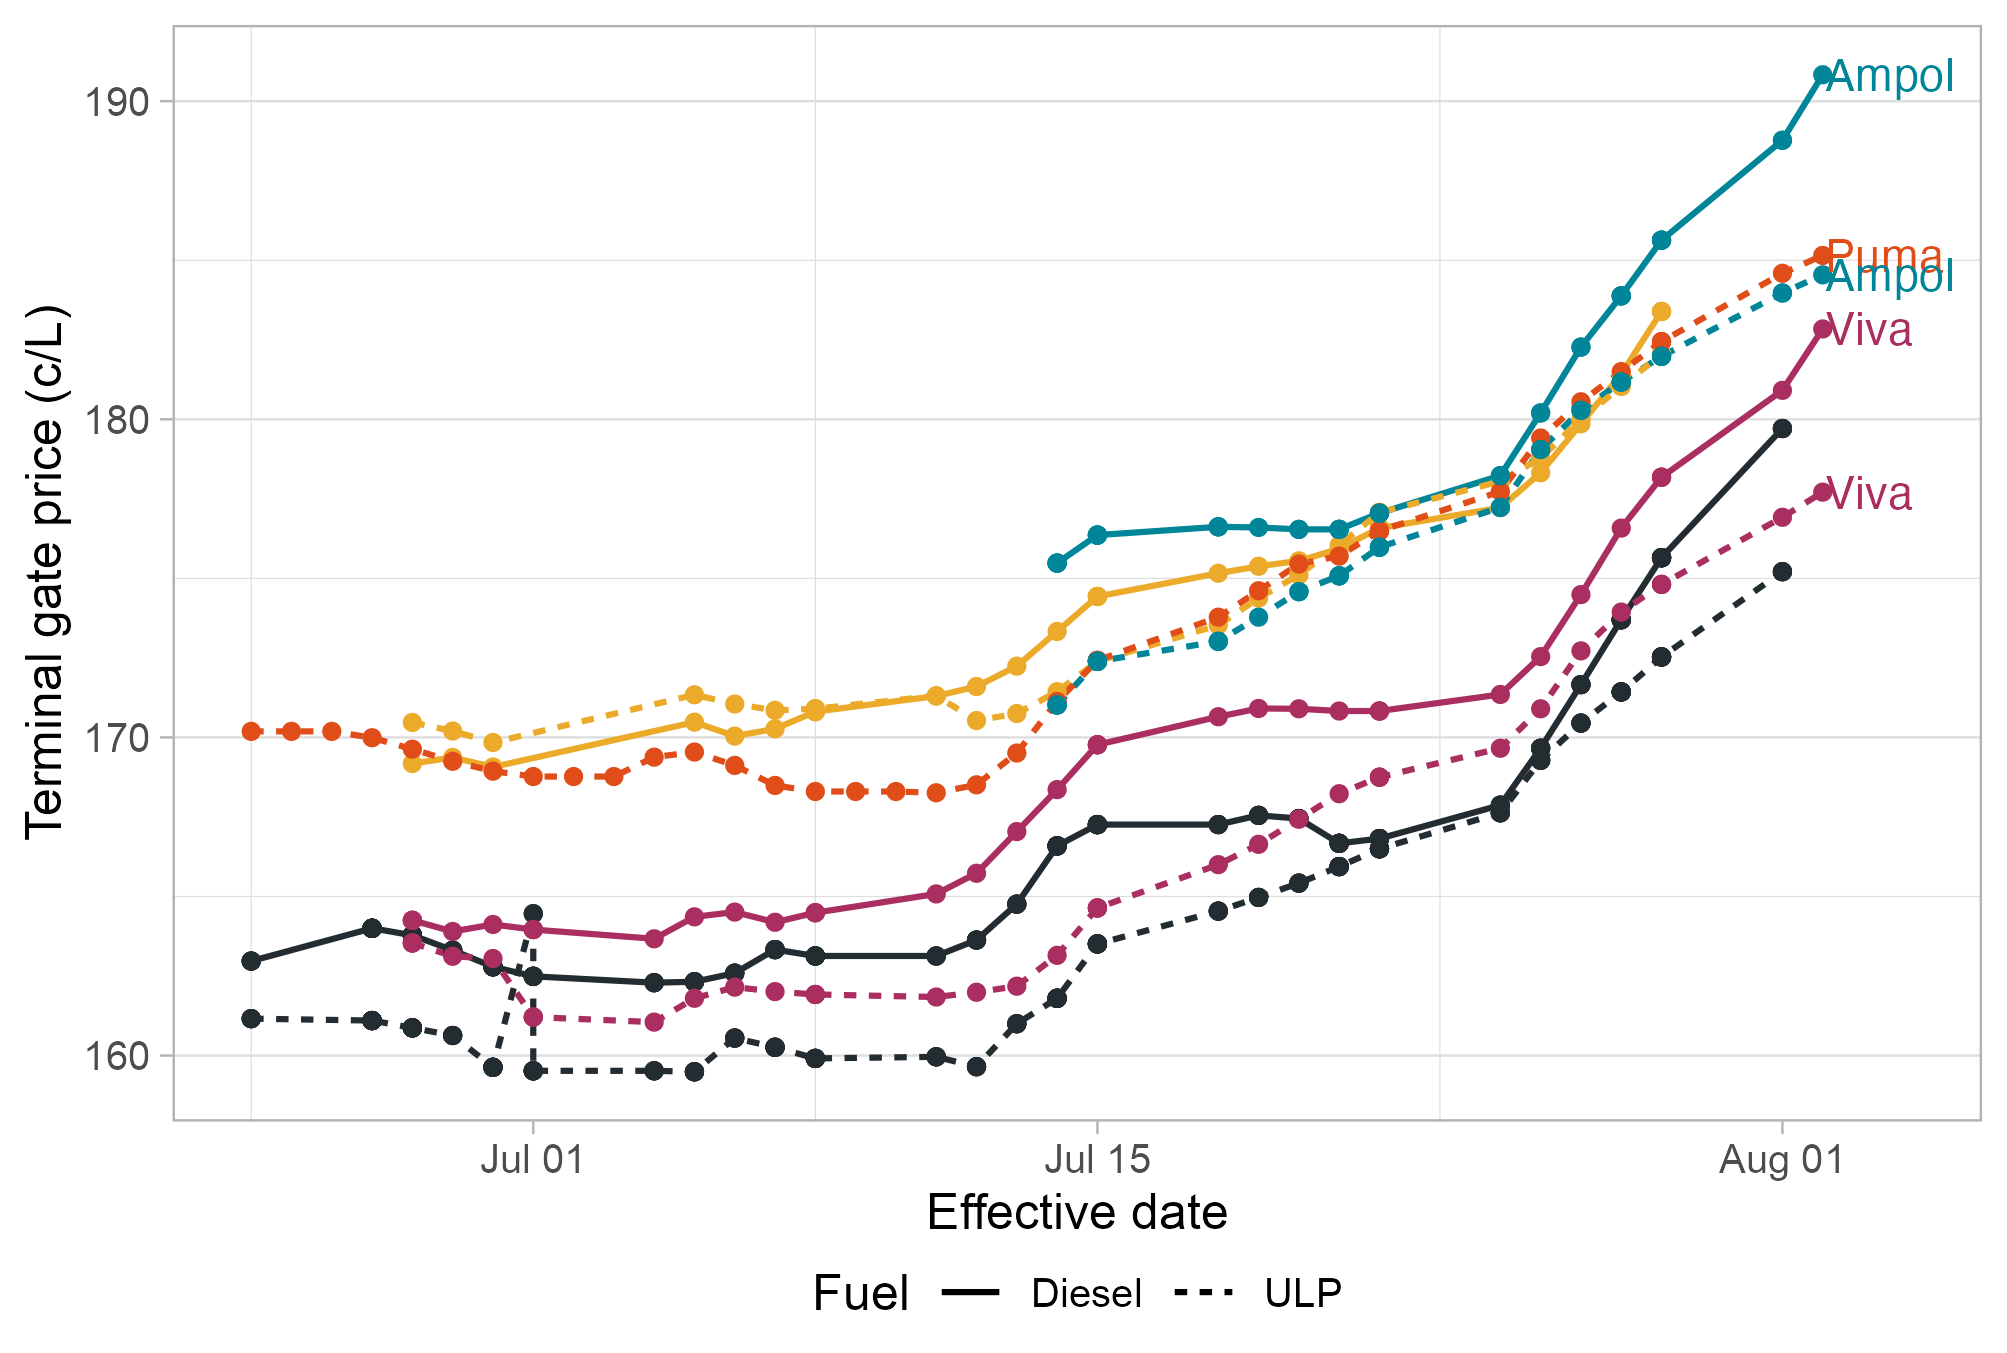 190
180
170
160
Terminal gate price (c/L)
Ampol
Puma
Ampol
Viva
Viva
Jul 01
Jul 15
Aug 01
Effective date
Fuel Diesel ULP